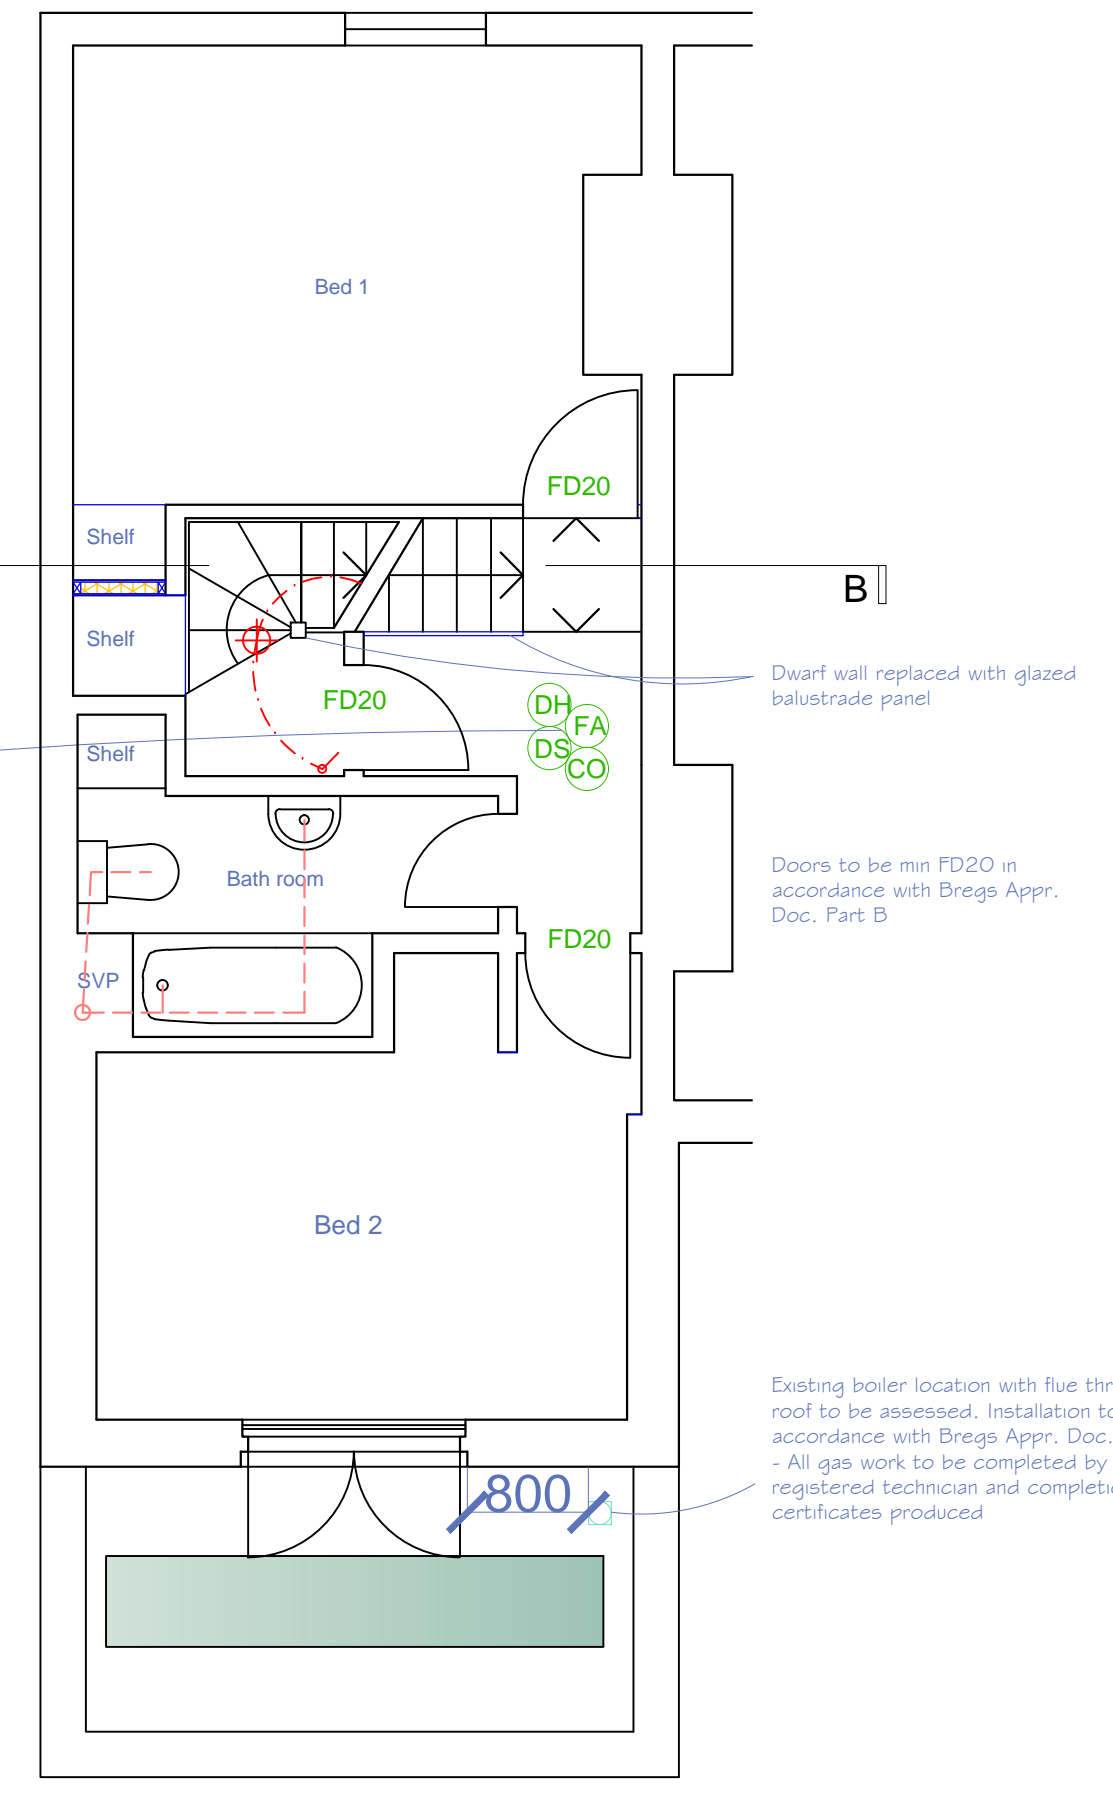 Bed 1
FD20
Shelf
B
Shelf
Dwarf wall replaced with glazed
balustrade panel
FD20
DH
FA
DS
CO
Shelf
Doors to be min FD20 in
accordance with Bregs Appr.
Doc. Part B
Bath room
FD20
SVP
Bed 2
Existing boiler location with flue thr
roof to be assessed. Installation to
accordance with Bregs Appr. Doc.
- All gas work to be completed by
registered technician and completi
certificates produced
800